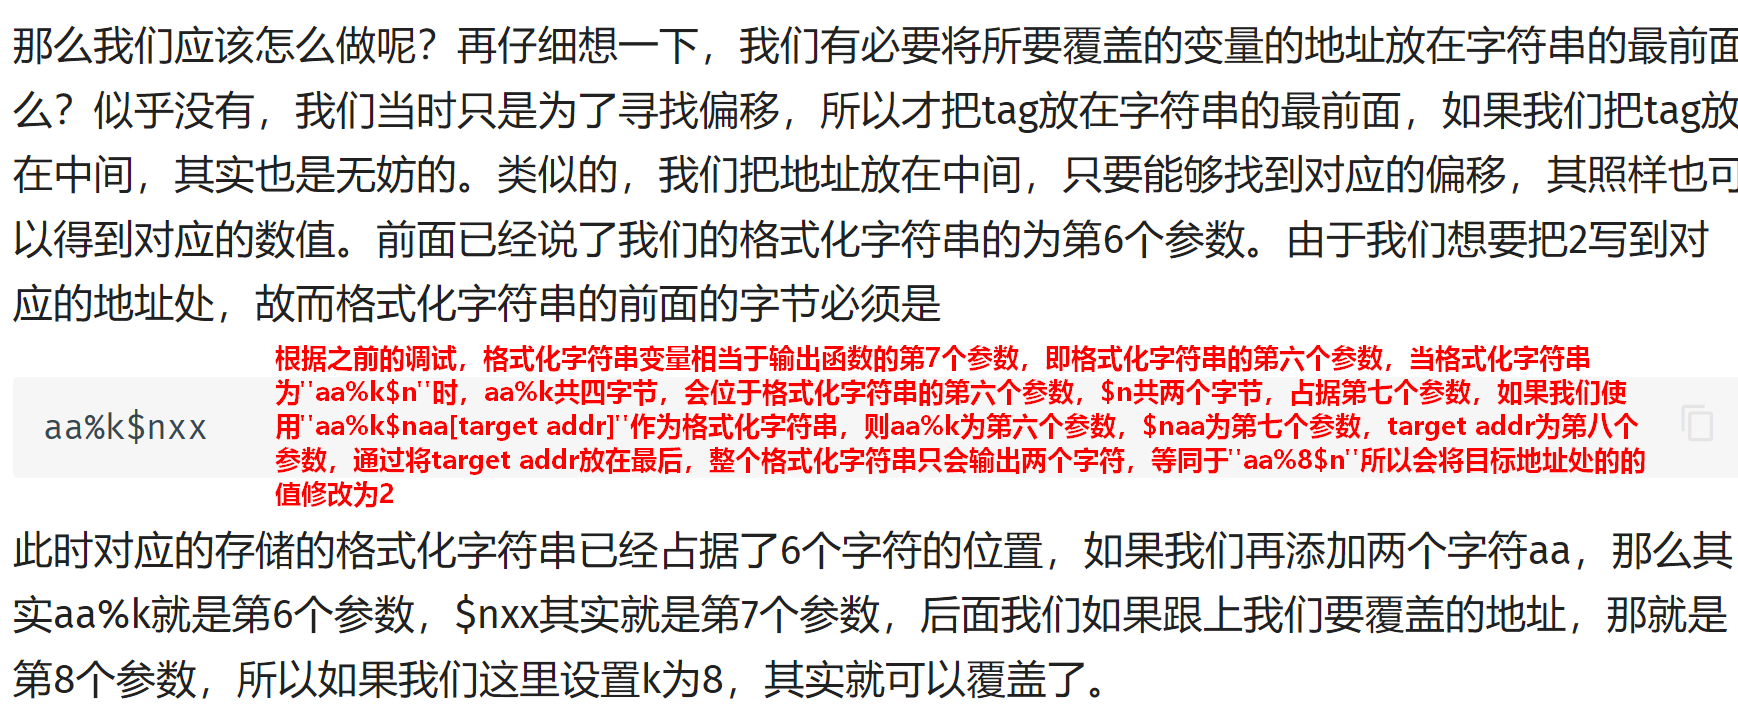 那么我们应该怎么做呢？再仔细想一下，我们有必要将所要覆盖的变量的地址放在字符串的最前面
么？似乎没有，我们当时只是为了寻找偏移，所以才把tag放在字符串的最前面，如果我们把tag放
在中间，其实也是无妨的。类似的，我们把地址放在中间，只要能够找到对应的偏移，其照样也可
以得到对应的数值。前面已经说了我们的格式化字符串的为第6个参数。由于我们想要把2写到对
应的地址处，故而格式化字符串的前面的字节必须是
根据之前的调试，格式化字符串变量相当于输出函数的第7个参数，即格式化字符串的第六个参数，当格式化字符串
为"aa%k$n"时，aa%k共四字节，会位于格式化字符串的第六个参数，$n共两个字节，占据第七个参数，如果我们使
用"aa%k$naa[target addr]"作为格式化字符串，则aa%k为第六个参数，$naa为第七个参数，target addr为第八个
参数，通过将target addr放在最后，整个格式化字符串只会输出两个字符，等同于"aa%8$n"所以会将目标地址处的的
值修改为2
aa%k$nxx
此时对应的存储的格式化字符串已经占据了6个字符的位置，如果我们再添加两个字符aa，那么其
实aa%k就是第6个参数，$nxx其实就是第7个参数，后面我们如果跟上我们要覆盖的地址，那就是
第8个参数，所以如果我们这里设置k为8，其实就可以覆盖了。